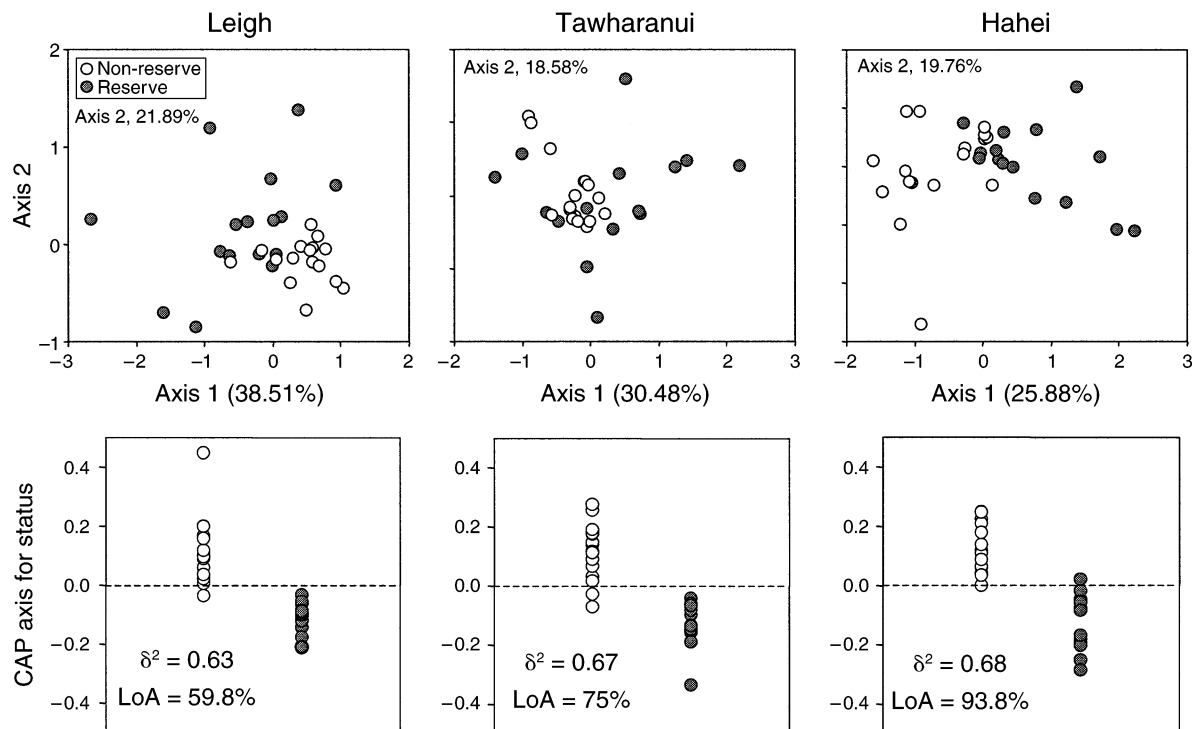 Leigh Tawharanui Hahei
2
1
0
−1
Axis 2
Non-reserve
Reserve
Axis 2, 21.89%
Axis 2, 18.58%
Axis 2, 19.76%
−3 −2 −1 0 1 2
−2 −1 0 1 2 3
−2 −1 0 1 2 3
Axis 1 (38.51%) Axis 1 (30.48%) Axis 1 (25.88%)
CAP axis for status
0.4
0.2
0.0
−0.2
−0.4
δ² = 0.63
LoA = 59.8%
0.4
0.2
0.0
−0.2
−0.4
δ² = 0.67
LoA = 75%
0.4
0.2
0.0
−0.2
−0.4
δ² = 0.68
LoA = 93.8%